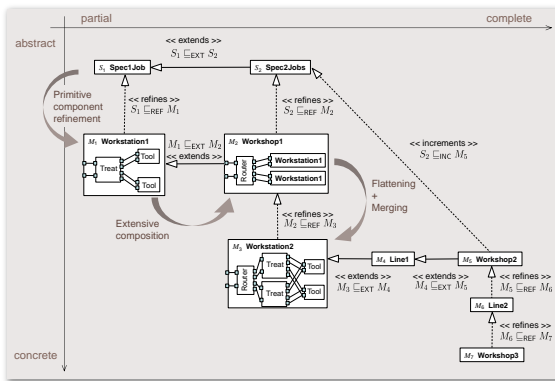 partial
complete
abstract
<< extends >>
S₁ ⊑EXT S₂
S₁ Spec1Job
S₂ Spec2Jobs
Primitive
component
refinement
<< refines >>
S₁ ⊑REF M₁
<< refines >>
S₂ ⊑REF M₂
M₁ Workstation1
Treat
Tool
Tool
M₁ ⊑EXT M₂
<< extends >>
M₂ Workshop1
Router
Workstation1
Workstation1
<< increments >>
S₂ ⊑INC M₅
Flattening
+
Merging
Extensive
composition
<< refines >>
M₂ ⊑REF M₃
M₃ Workstation2
Router
Treat
Treat
Tool
Tool
M₄ Line1
M₅ Workshop2
<< extends >>
M₃ ⊑EXT M₄
<< extends >>
M₄ ⊑EXT M₅
<< refines >>
M₅ ⊑REF M₆
M₆ Line2
<< refines >>
M₆ ⊑REF M₇
M₇ Workshop3
concrete